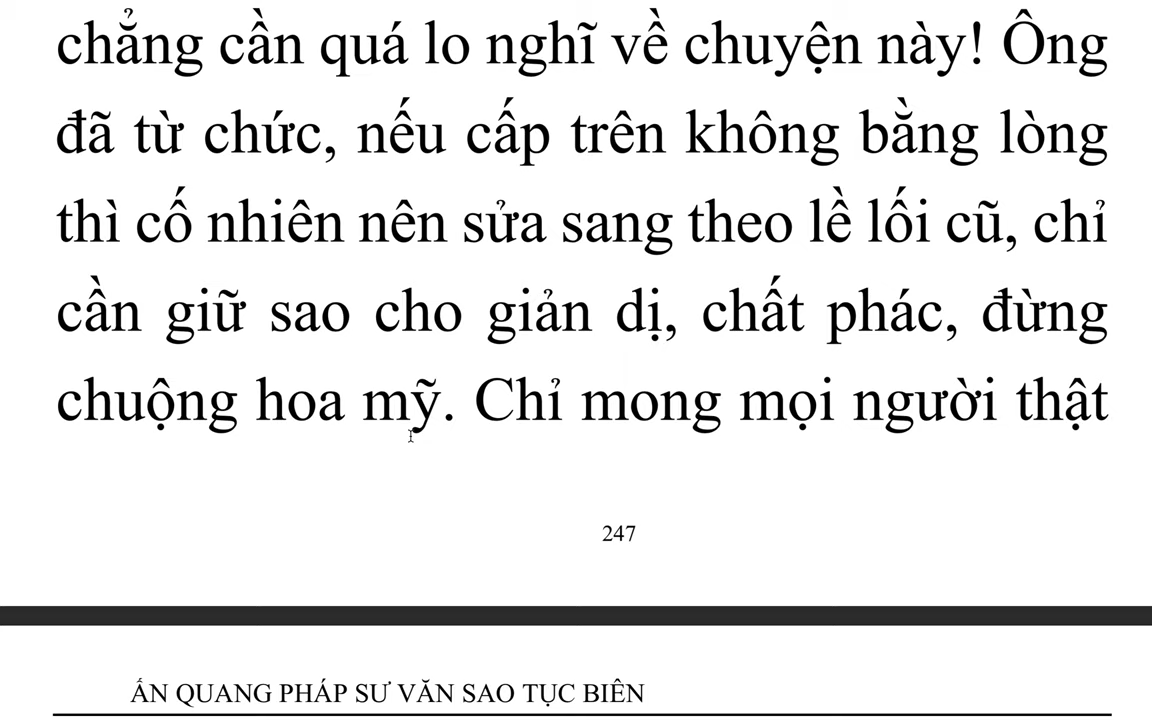 chẳng cần quá lo nghĩ về chuyện này! Ông
đã từ chức, nếu cấp trên không bằng lòng
thì cố nhiên nên sửa sang theo lề lối cũ, chỉ
cần giữ sao cho giản dị, chất phác, đừng
chuộng hoa mỹ. Chỉ mong mọi người thật
247
ẤN QUANG PHÁP SƯ VĂN SAO TỤC BIÊN